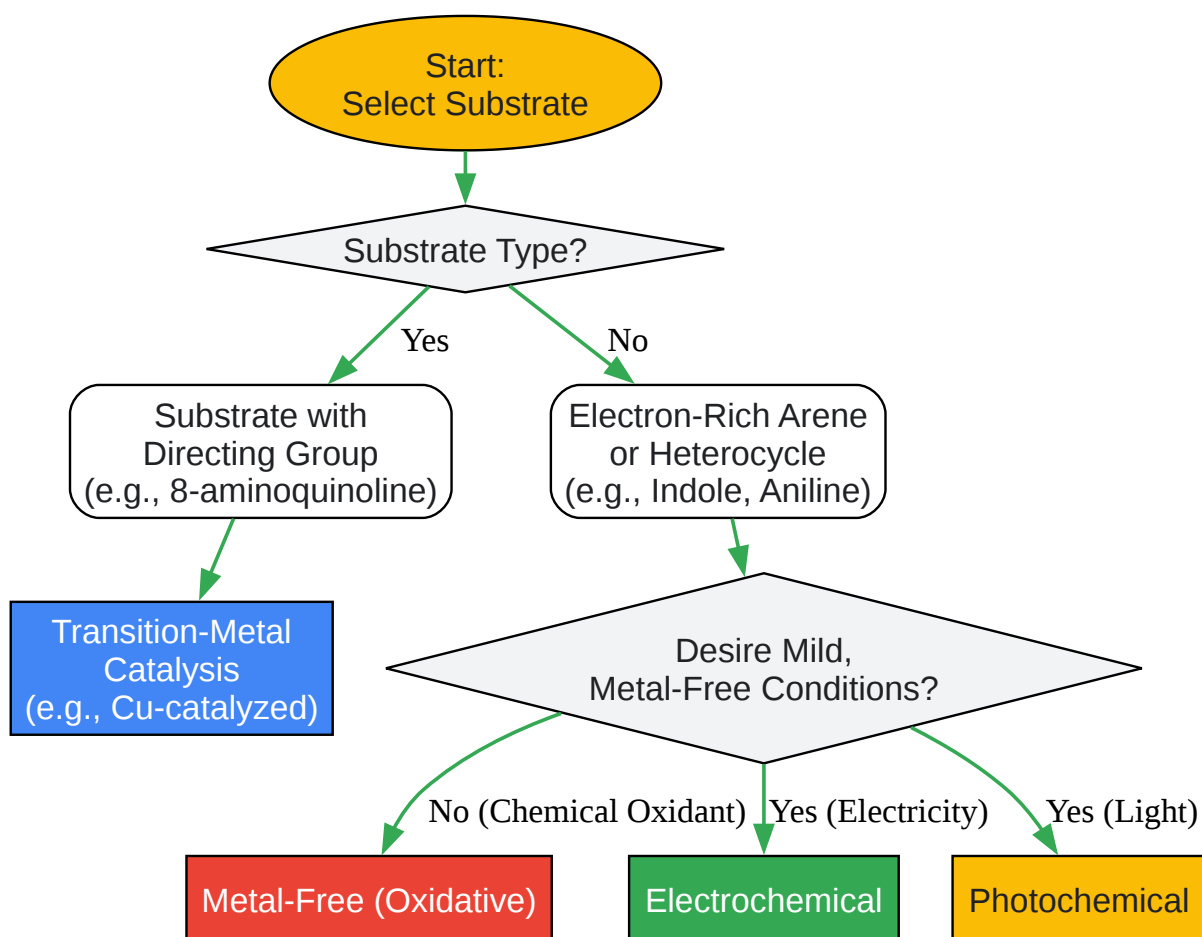 Start:
Select Substrate
Substrate Type?
Yes
No
Substrate with
Directing Group
(e.g., 8-aminoquinoline)
Electron-Rich Arene
or Heterocycle
(e.g., Indole, Aniline)
Transition-Metal
Catalysis
(e.g., Cu-catalyzed)
Desire Mild,
Metal-Free Conditions?
No (Chemical Oxidant)
Yes (Electricity)
Yes (Light)
Metal-Free (Oxidative)
Electrochemical
Photochemical